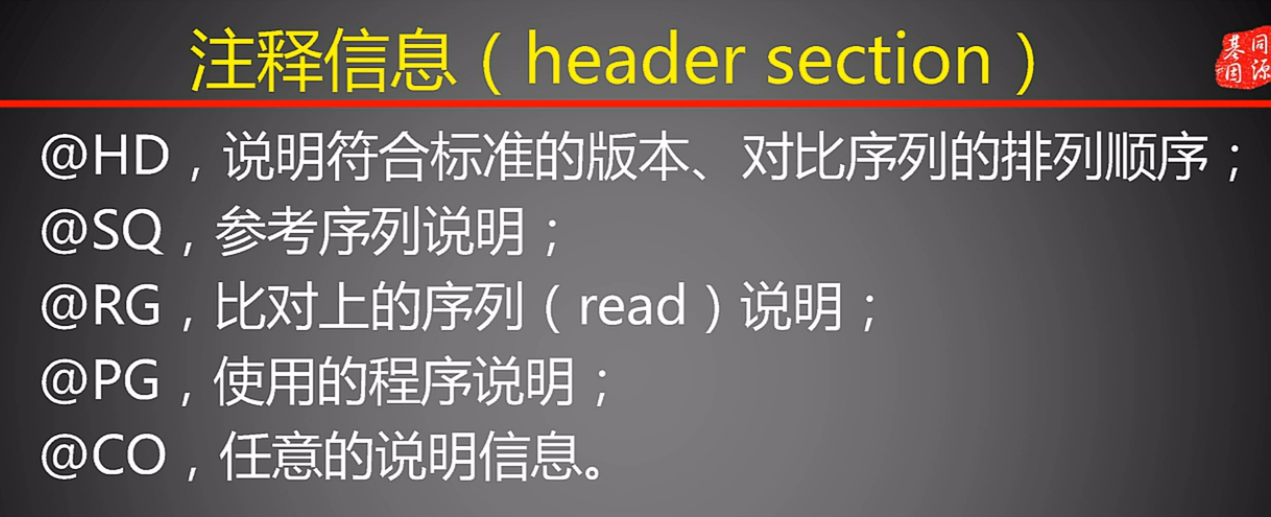 注释信息（header section）
基因
同源
@HD，说明符合标准的版本、对比序列的排列顺序；
@SQ，参考序列说明；
@RG，比对上的序列（read）说明；
@PG，使用的程序说明；
@CO，任意的说明信息。